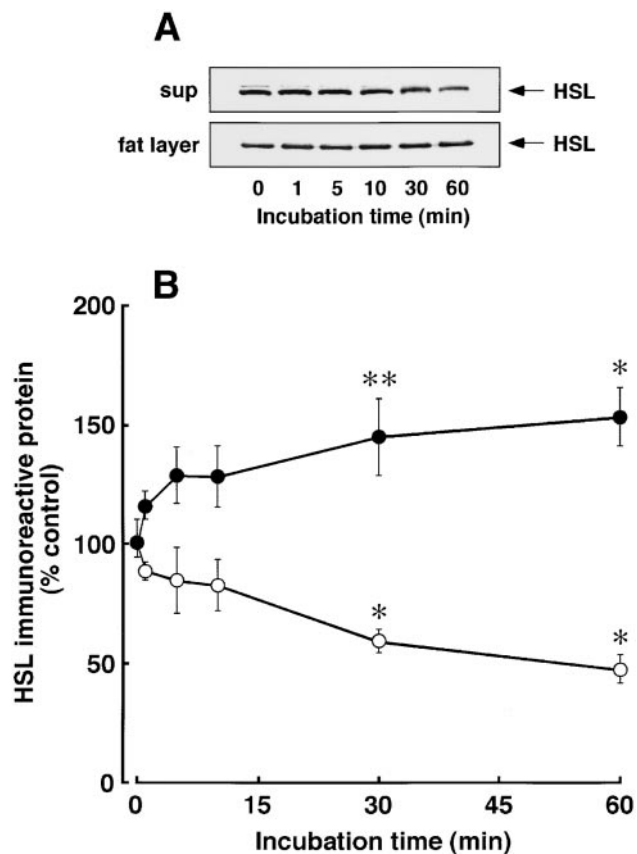 A
sup
← HSL
fat layer
← HSL
0 1 5 10 30 60
Incubation time (min)
B
200
150
100
50
0
HSL immunoreactive protein
(% control)
**
*
*
*
0 15 30 45 60
Incubation time (min)